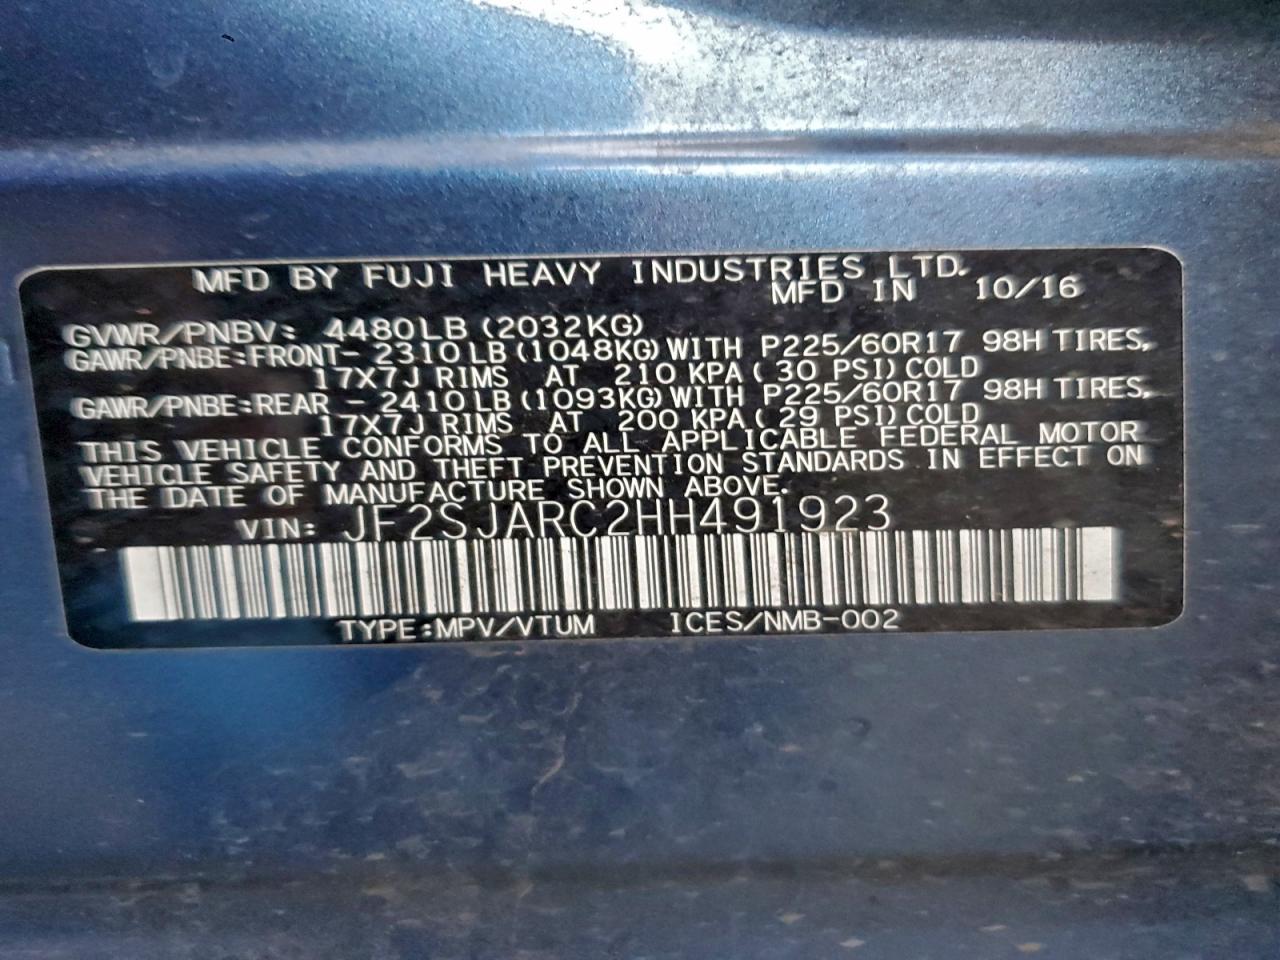 MFD BY FUJI HEAVY INDUSTRIES LTD.
MFD IN 10/16
GVWR/PNBV: 4480LB (2032KG)
GAWR/PNBE:FRONT- 2310LB(1048KG)WITH P225/60R17 98H TIRES,
17X7J RIMS AT 210 KPA( 30 PSI)COLD
GAWR/PNBE:REAR - 2410LB(1093KG)WITH P225/60R17 98H TIRES,
17X7J RIMS AT 200 KPA( 29 PSI)COLD
THIS VEHICLE CONFORMS TO ALL APPLICABLE FEDERAL MOTOR
VEHICLE SAFETY AND THEFT PREVENTION STANDARDS IN EFFECT ON
THE DATE OF MANUFACTURE SHOWN ABOVE.
VIN: JF2SJARC2HH491923
TYPE:MPV/VTUM ICES/NMB-002